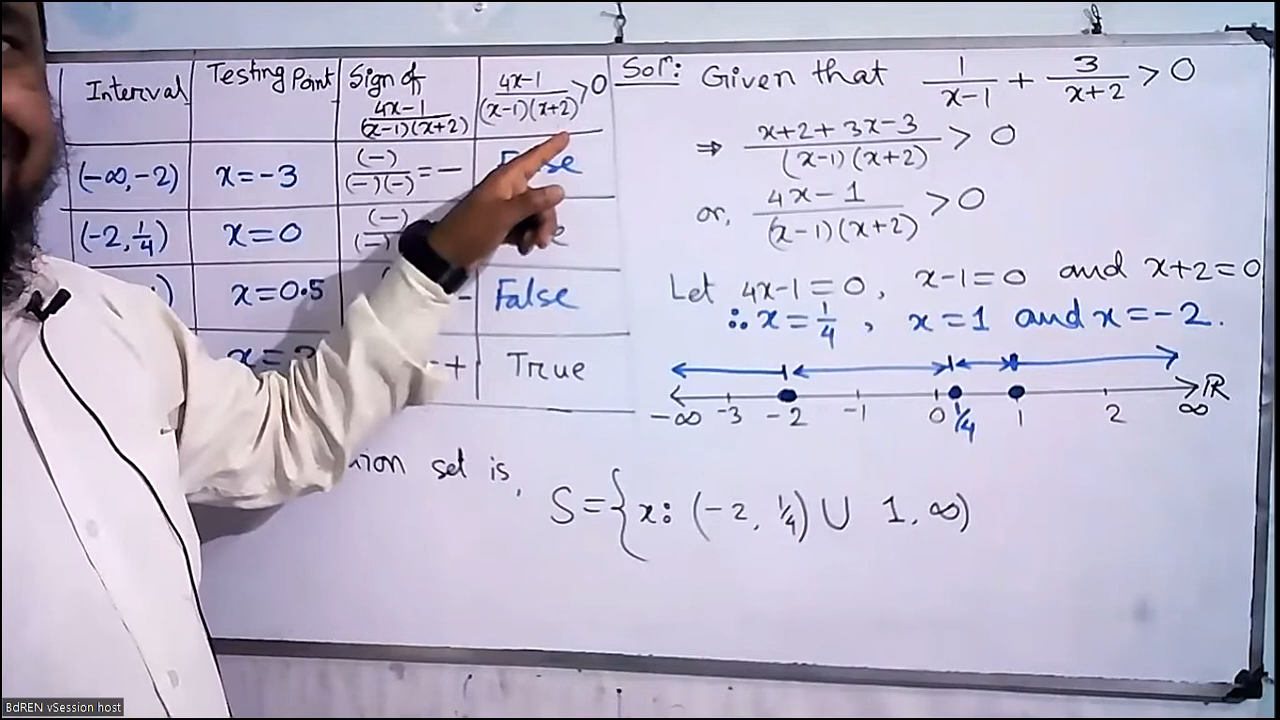 Interval | Testing Point | Sign of (4x-1)/((x-1)(x+2)) | (4x-1)/((x-1)(x+2)) > 0
(-∞, -2) | x = -3 | (-)/((-)(-)) = - | False
(-2, 1/4) | x = 0 | (-)/(-)
) | x = 0.5 | - | False
x = | + | True
set is,
S = { x: (-2, 1/4) ∪ 1, ∞)
Soln: Given that 1/(x-1) + 3/(x+2) > 0
⇒ (x+2+3x-3)/((x-1)(x+2)) > 0
or, (4x-1)/((x-1)(x+2)) > 0
Let 4x-1=0, x-1=0 and x+2=0
∴ x = 1/4, x = 1 and x = -2.
-∞ -3 -2 -1 0 1/4 1 2 ∞ ℝ
BdREN vSession host